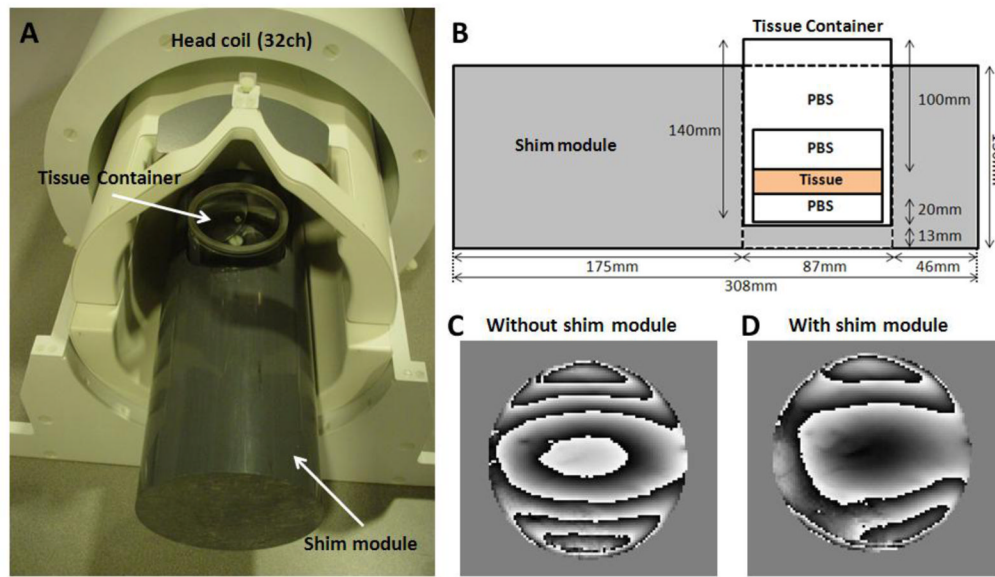 A
Head coil (32ch)
Tissue Container
Shim module
B
Tissue Container
PBS
100mm
140mm
PBS
Shim module
Tissue
PBS
20mm
13mm
175mm
87mm
46mm
308mm
C
Without shim module
D
With shim module